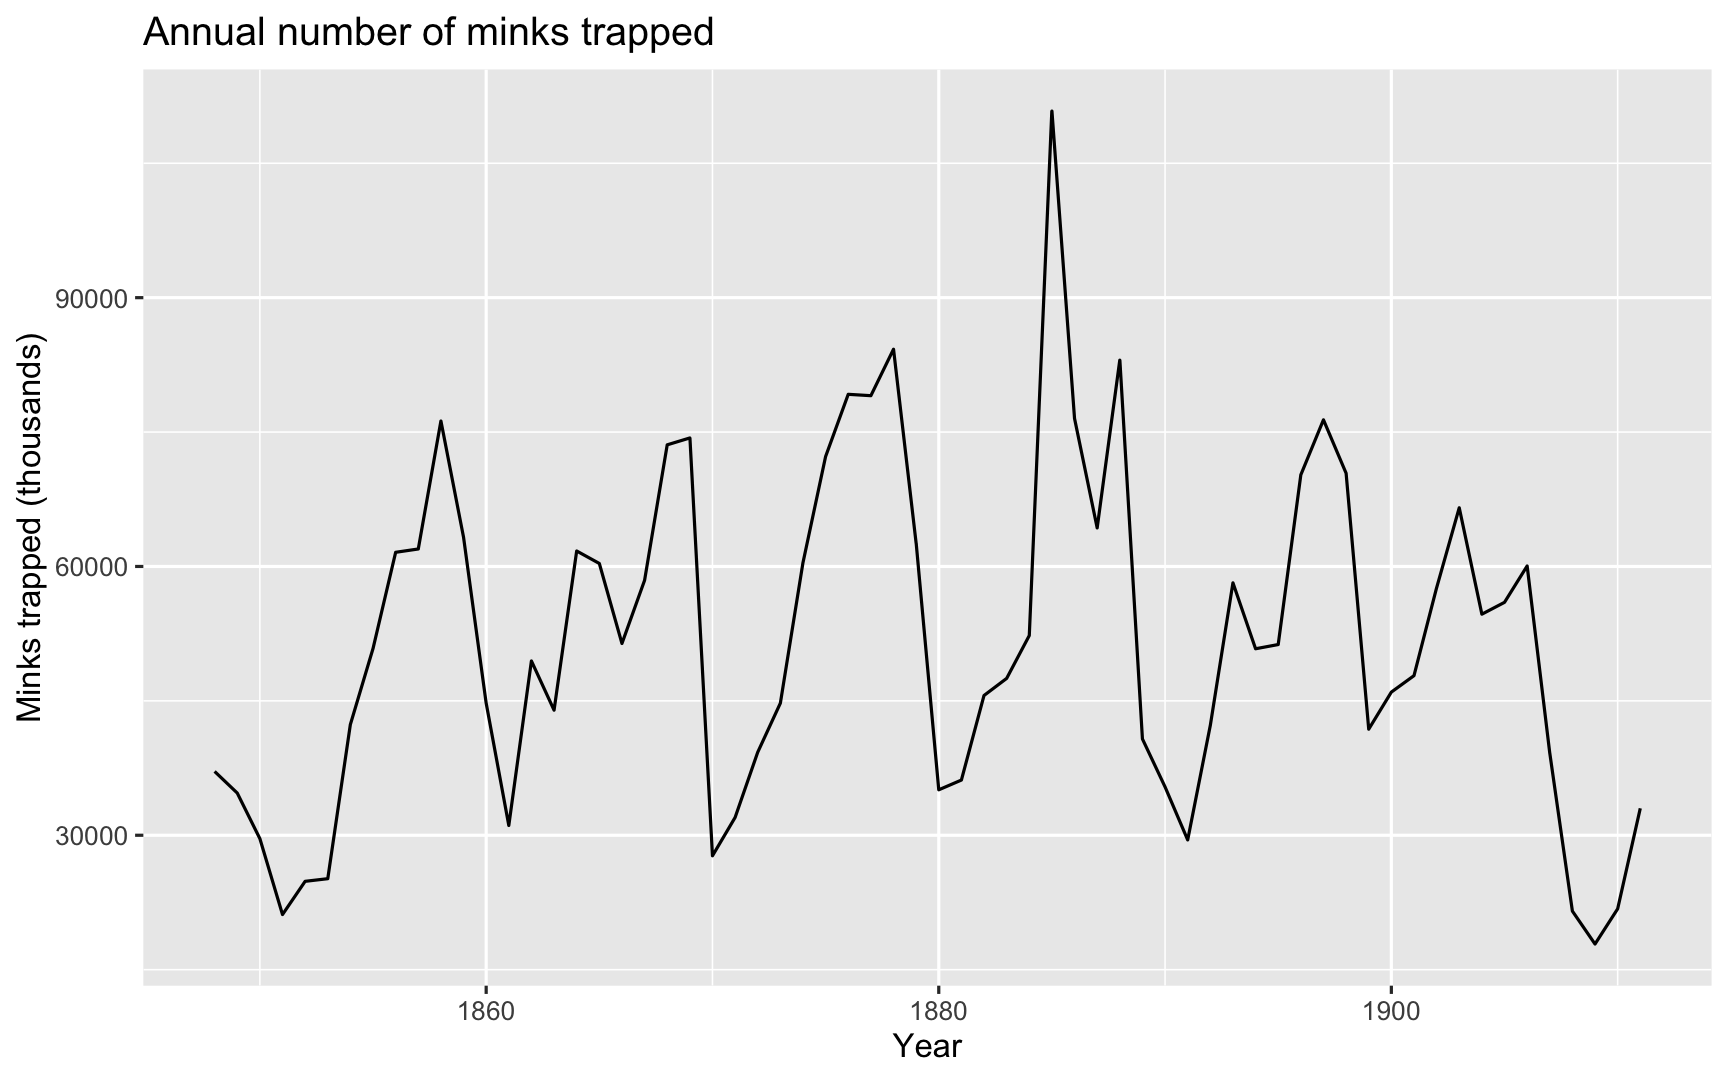 Annual number of minks trapped
Minks trapped (thousands)
90000
60000
30000
1860
1880
1900
Year